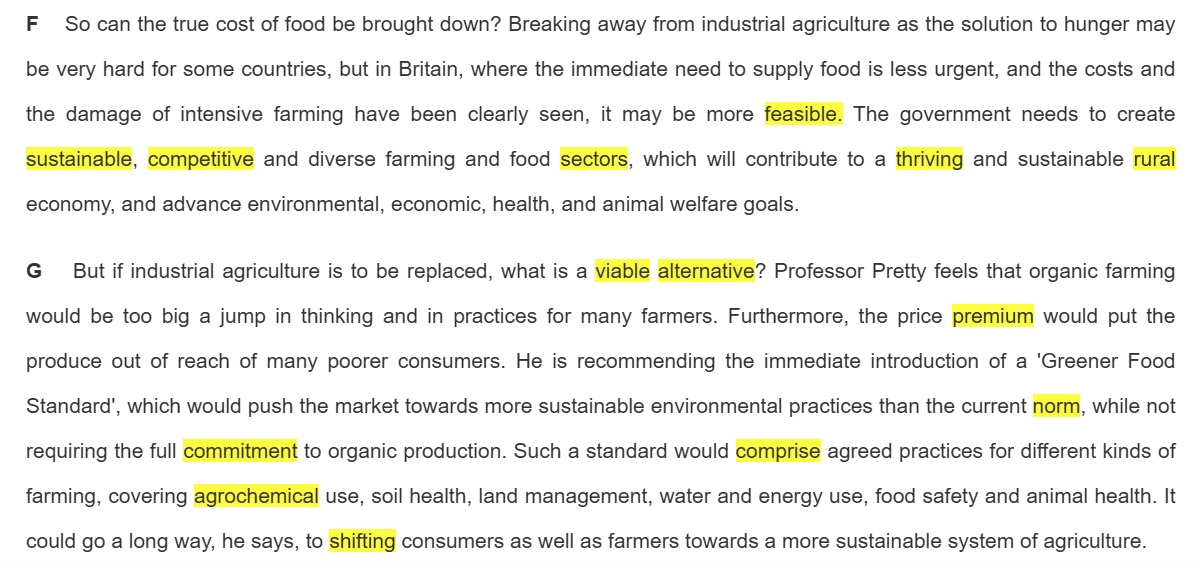 F So can the true cost of food be brought down? Breaking away from industrial agriculture as the solution to hunger may
be very hard for some countries, but in Britain, where the immediate need to supply food is less urgent, and the costs and
the damage of intensive farming have been clearly seen, it may be more feasible. The government needs to create
sustainable, competitive and diverse farming and food sectors, which will contribute to a thriving and sustainable rural
economy, and advance environmental, economic, health, and animal welfare goals.
G But if industrial agriculture is to be replaced, what is a viable alternative? Professor Pretty feels that organic farming
would be too big a jump in thinking and in practices for many farmers. Furthermore, the price premium would put the
produce out of reach of many poorer consumers. He is recommending the immediate introduction of a 'Greener Food
Standard', which would push the market towards more sustainable environmental practices than the current norm, while not
requiring the full commitment to organic production. Such a standard would comprise agreed practices for different kinds of
farming, covering agrochemical use, soil health, land management, water and energy use, food safety and animal health. It
could go a long way, he says, to shifting consumers as well as farmers towards a more sustainable system of agriculture.